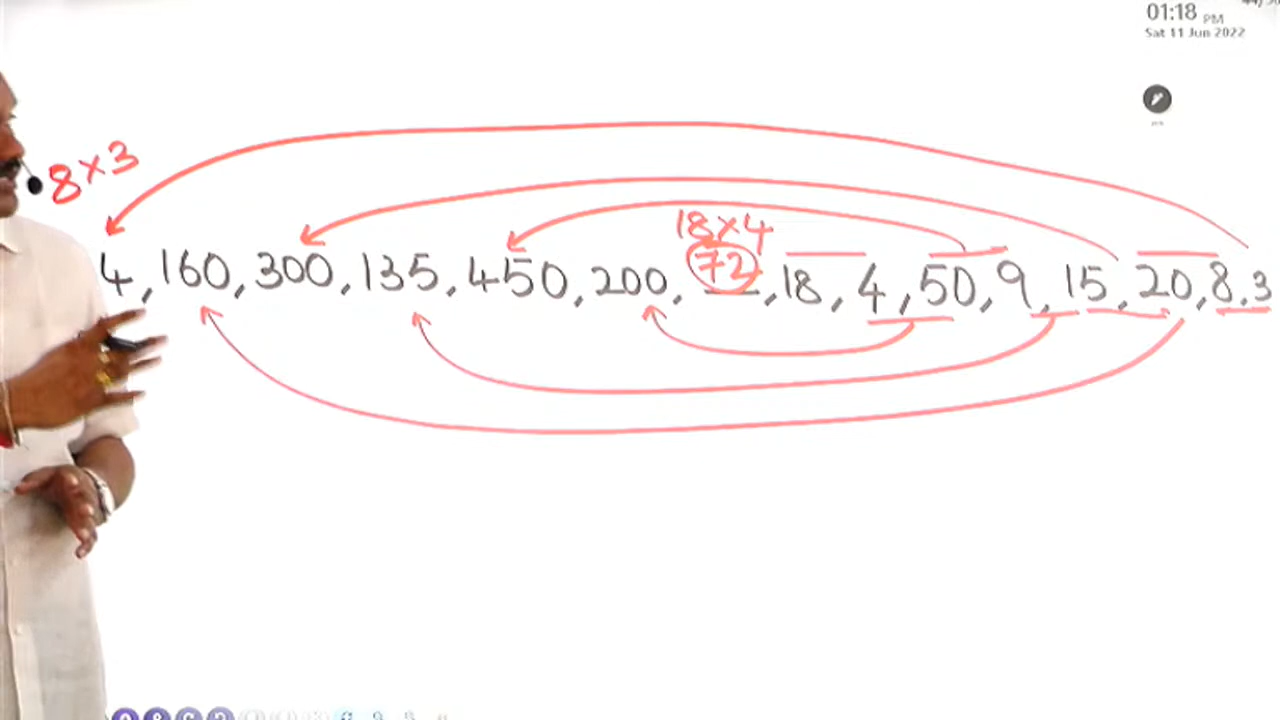 01:18 PM
Sat 11 Jun 2022
8×3
18×4
4, 160, 300, 135, 450, 200, 72, 18, 4, 50, 9, 15, 20, 8, 3